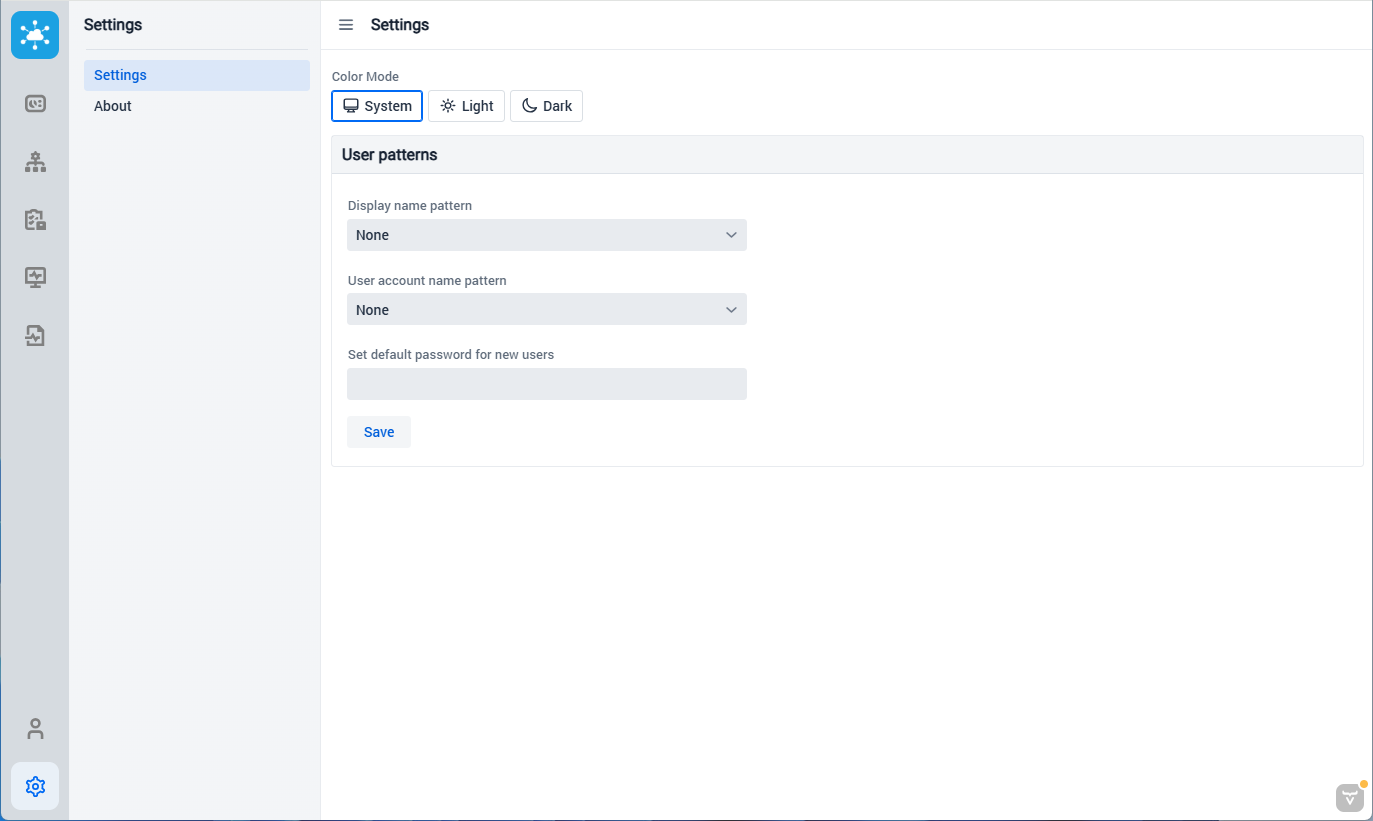 Settings
Settings
About
Settings
Color Mode
System
Light
Dark
User patterns
Display name pattern
None
User account name pattern
None
Set default password for new users
Save